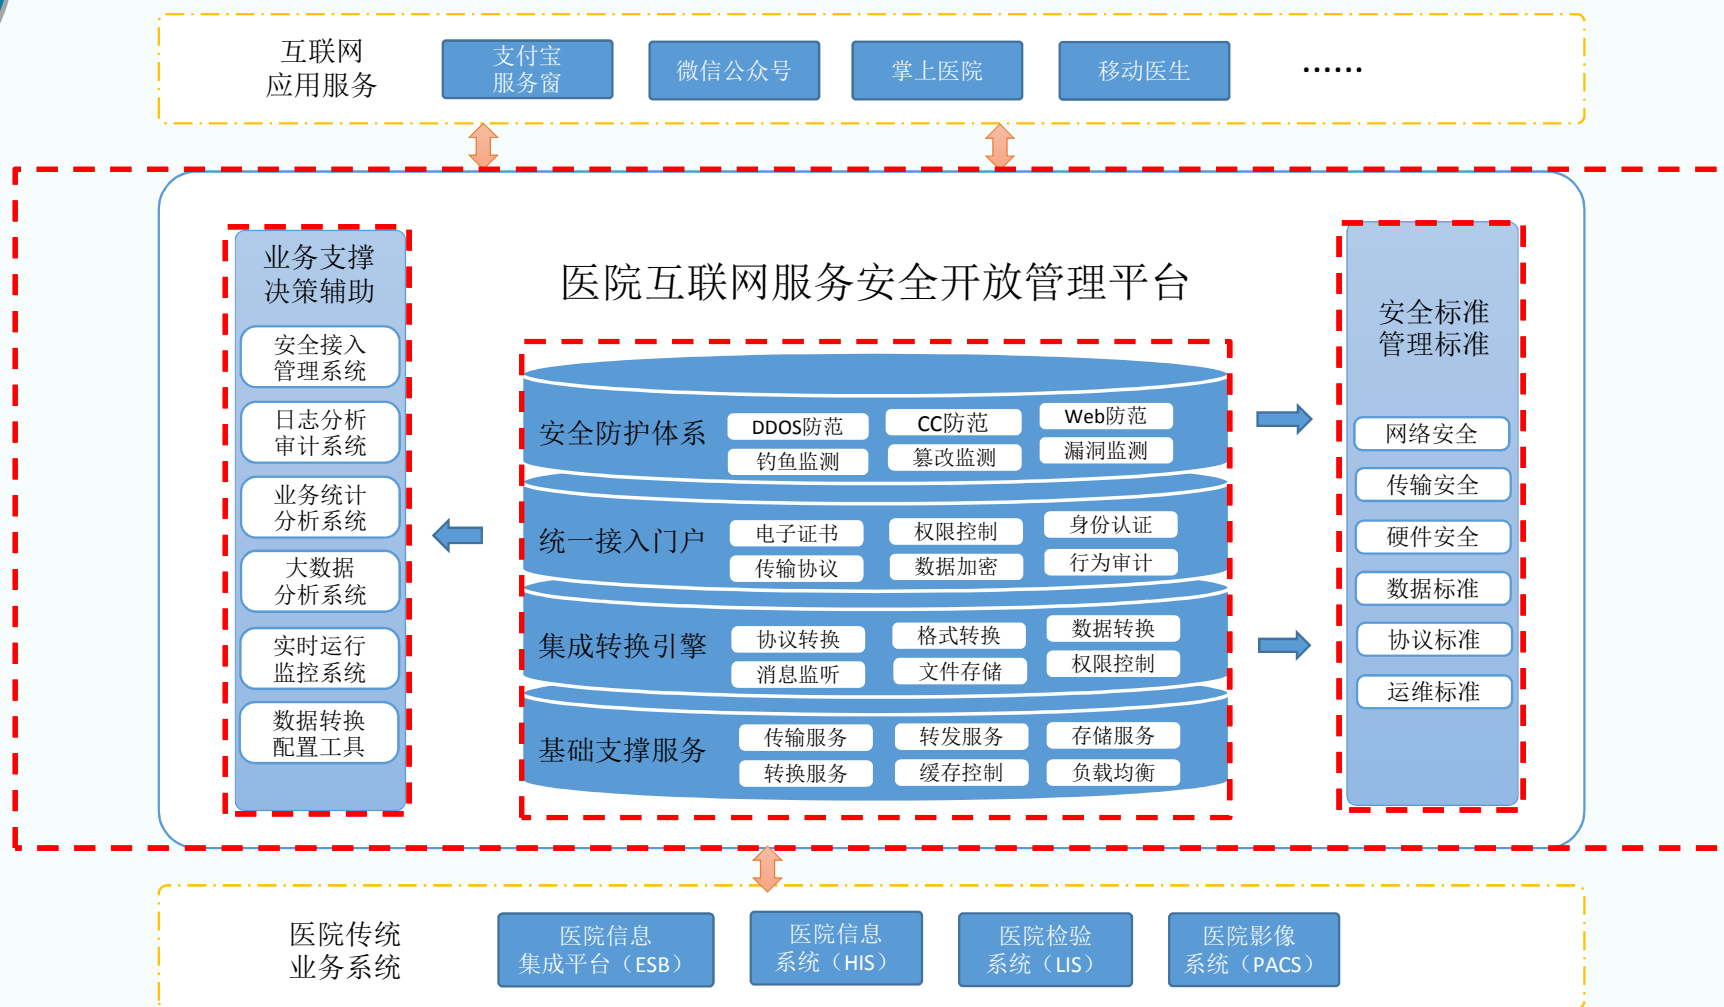 互联网
应用服务
支付宝
服务窗
微信公众号
掌上医院
移动医生
……
医院互联网服务安全开放管理平台
业务支撑
决策辅助
安全接入
管理系统
日志分析
审计系统
业务统计
分析系统
大数据
分析系统
实时运行
监控系统
数据转换
配置工具
安全防护体系
DDOS防范
CC防范
Web防范
钓鱼监测
篡改监测
漏洞监测
统一接入门户
电子证书
权限控制
身份认证
传输协议
数据加密
行为审计
集成转换引擎
协议转换
格式转换
数据转换
消息监听
文件存储
权限控制
基础支撑服务
传输服务
转发服务
存储服务
转换服务
缓存控制
负载均衡
安全标准
管理标准
网络安全
传输安全
硬件安全
数据标准
协议标准
运维标准
医院传统
业务系统
医院信息
集成平台（ESB）
医院信息
系统（HIS）
医院检验
系统（LIS）
医院影像
系统（PACS）